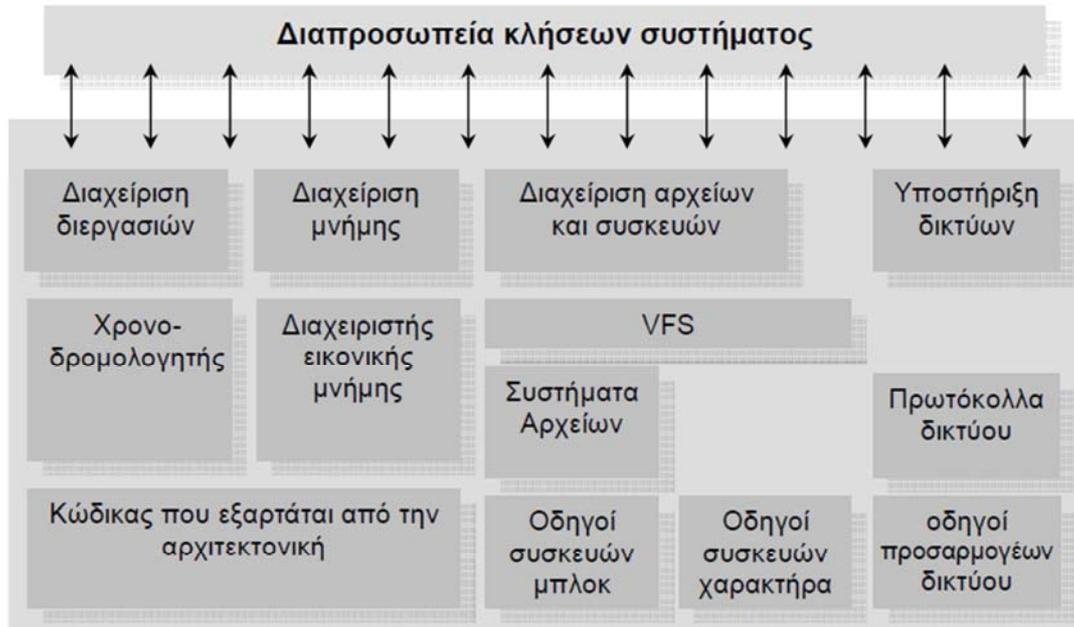 Διαπροσωπεία κλήσεων συστήματος
Διαχείριση
διεργασιών
Διαχείριση
μνήμης
Διαχείριση αρχείων
και συσκευών
Υποστήριξη
δικτύων
Χρονο-
δρομολογητής
Διαχειριστής
εικονικής
μνήμης
VFS
Συστήματα
Αρχείων
Πρωτόκολλα
δικτύου
Κώδικας που εξαρτάται από την
αρχιτεκτονική
Οδηγοί
συσκευών
μπλοκ
Οδηγοί
συσκευών
χαρακτήρα
οδηγοί
προσαρμογέων
δικτύου